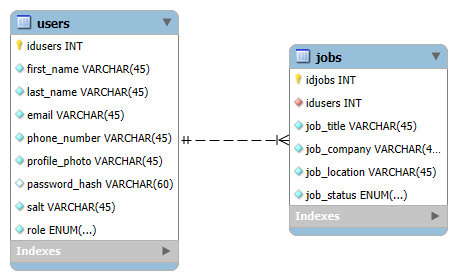 users
idusers INT
first_name VARCHAR(45)
last_name VARCHAR(45)
email VARCHAR(45)
phone_number VARCHAR(45)
profile_photo VARCHAR(45)
password_hash VARCHAR(60)
salt VARCHAR(45)
role ENUM(...)
Indexes
jobs
idjobs INT
idusers INT
job_title VARCHAR(45)
job_company VARCHAR(4...
job_location VARCHAR(45)
job_status ENUM(...)
Indexes